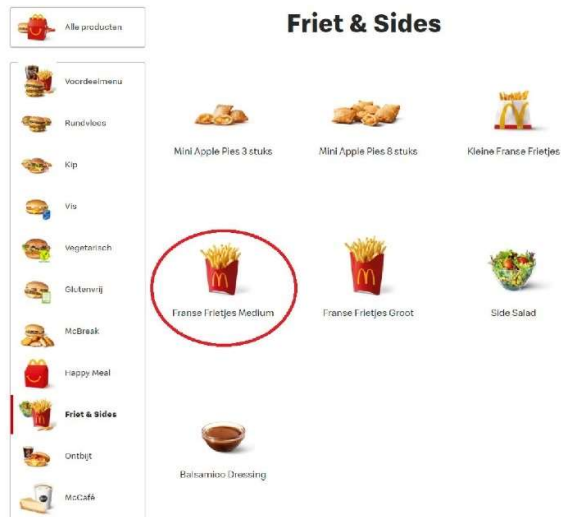 Friet & Sides
Alle producten
Voordeelmenu
Rundvlees
Kip
Vis
Vegetarisch
Glutenvrij
McBreak
Happy Meal
Friet & Sides
Ontbijt
McCafé
Mini Apple Pies 3 stuks
Mini Apple Pies 8 stuks
Kleine Franse Frietjes
Franse Frietjes Medium
Franse Frietjes Groot
Side Salad
Balsamico Dressing